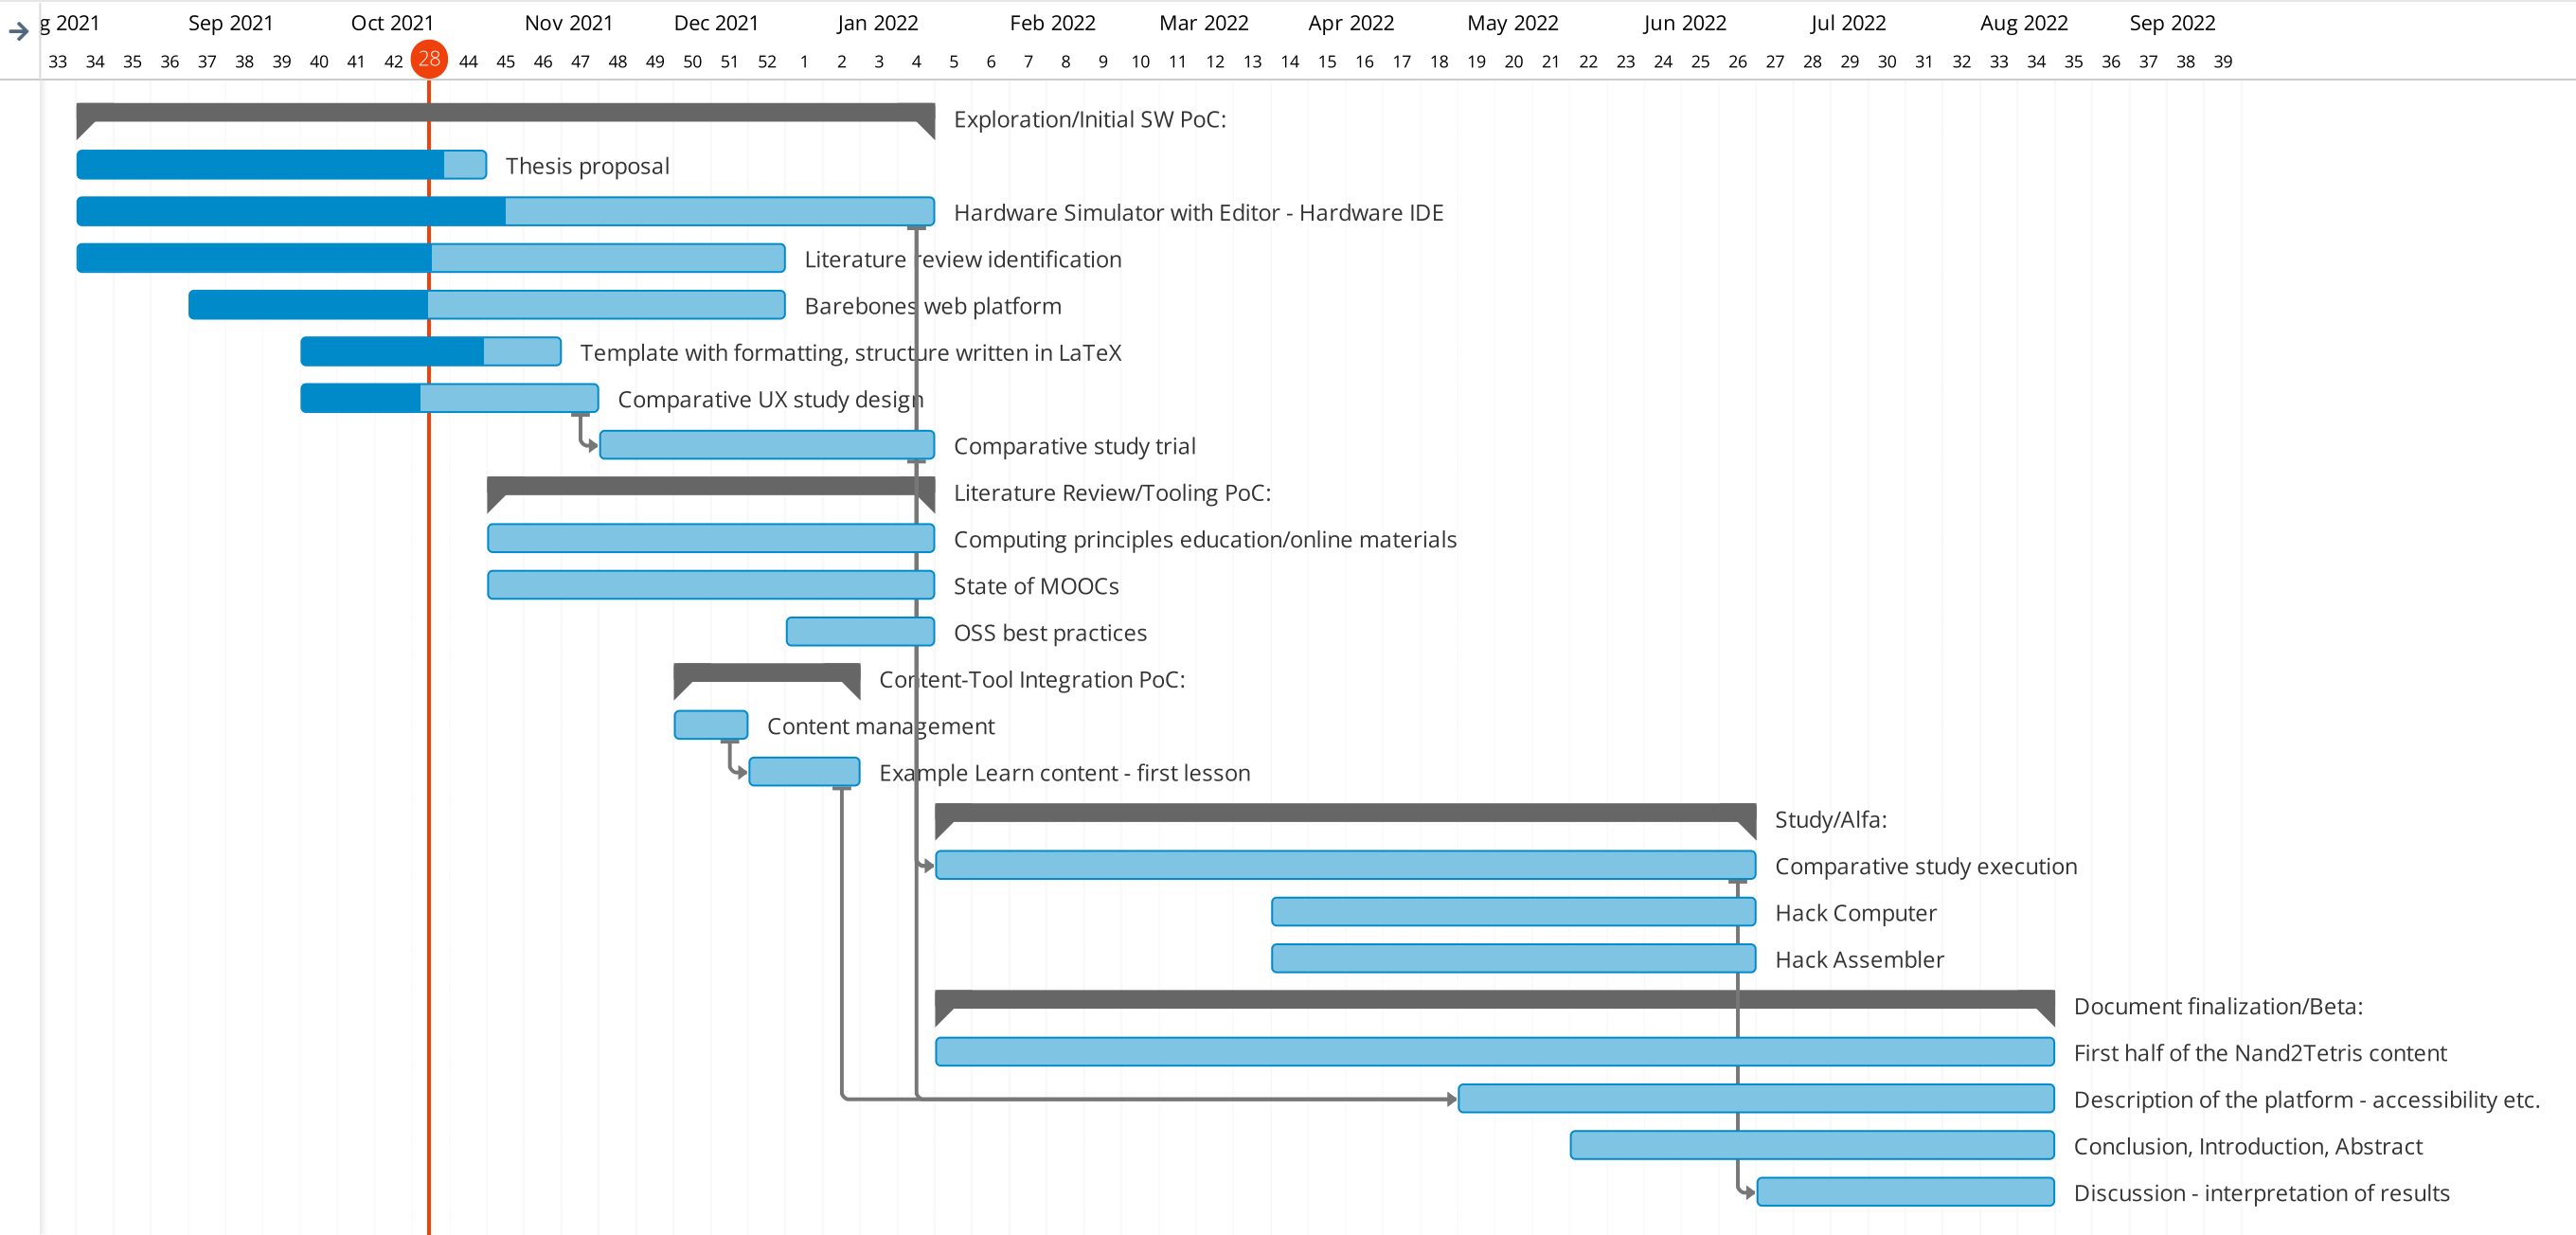 g 2021 Sep 2021 Oct 2021 Nov 2021 Dec 2021 Jan 2022 Feb 2022 Mar 2022 Apr 2022 May 2022 Jun 2022 Jul 2022 Aug 2022 Sep 2022
33 34 35 36 37 38 39 40 41 42 28 44 45 46 47 48 49 50 51 52 1 2 3 4 5 6 7 8 9 10 11 12 13 14 15 16 17 18 19 20 21 22 23 24 25 26 27 28 29 30 31 32 33 34 35 36 37 38 39
Exploration/Initial SW PoC:
Thesis proposal
Hardware Simulator with Editor - Hardware IDE
Literature review identification
Barebones web platform
Template with formatting, structure written in LaTeX
Comparative UX study design
Comparative study trial
Literature Review/Tooling PoC:
Computing principles education/online materials
State of MOOCs
OSS best practices
Content-Tool Integration PoC:
Content management
Example Learn content - first lesson
Study/Alfa:
Comparative study execution
Hack Computer
Hack Assembler
Document finalization/Beta:
First half of the Nand2Tetris content
Description of the platform - accessibility etc.
Conclusion, Introduction, Abstract
Discussion - interpretation of results